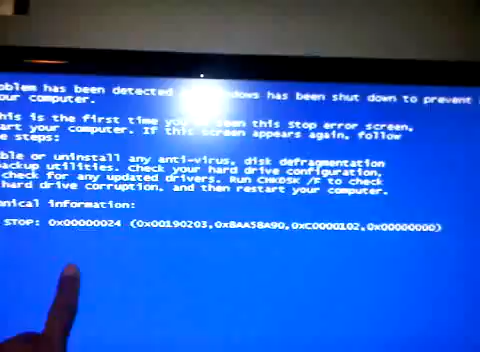 oblem has been detected and windows has been shut down to prevent
our computer.
his is the first time you've seen this Stop error screen,
art your computer. If this screen appears again, follow
e steps:
ble or uninstall any anti-virus, disk defragmentation
backup utilities. Check your hard drive configuration,
check for any updated drivers. Run CHKDSK /F to check
hard drive corruption, and then restart your computer.
nical information:
STOP: 0x00000024 (0x00190203,0x8AA58A90,0xC0000102,0x00000000)